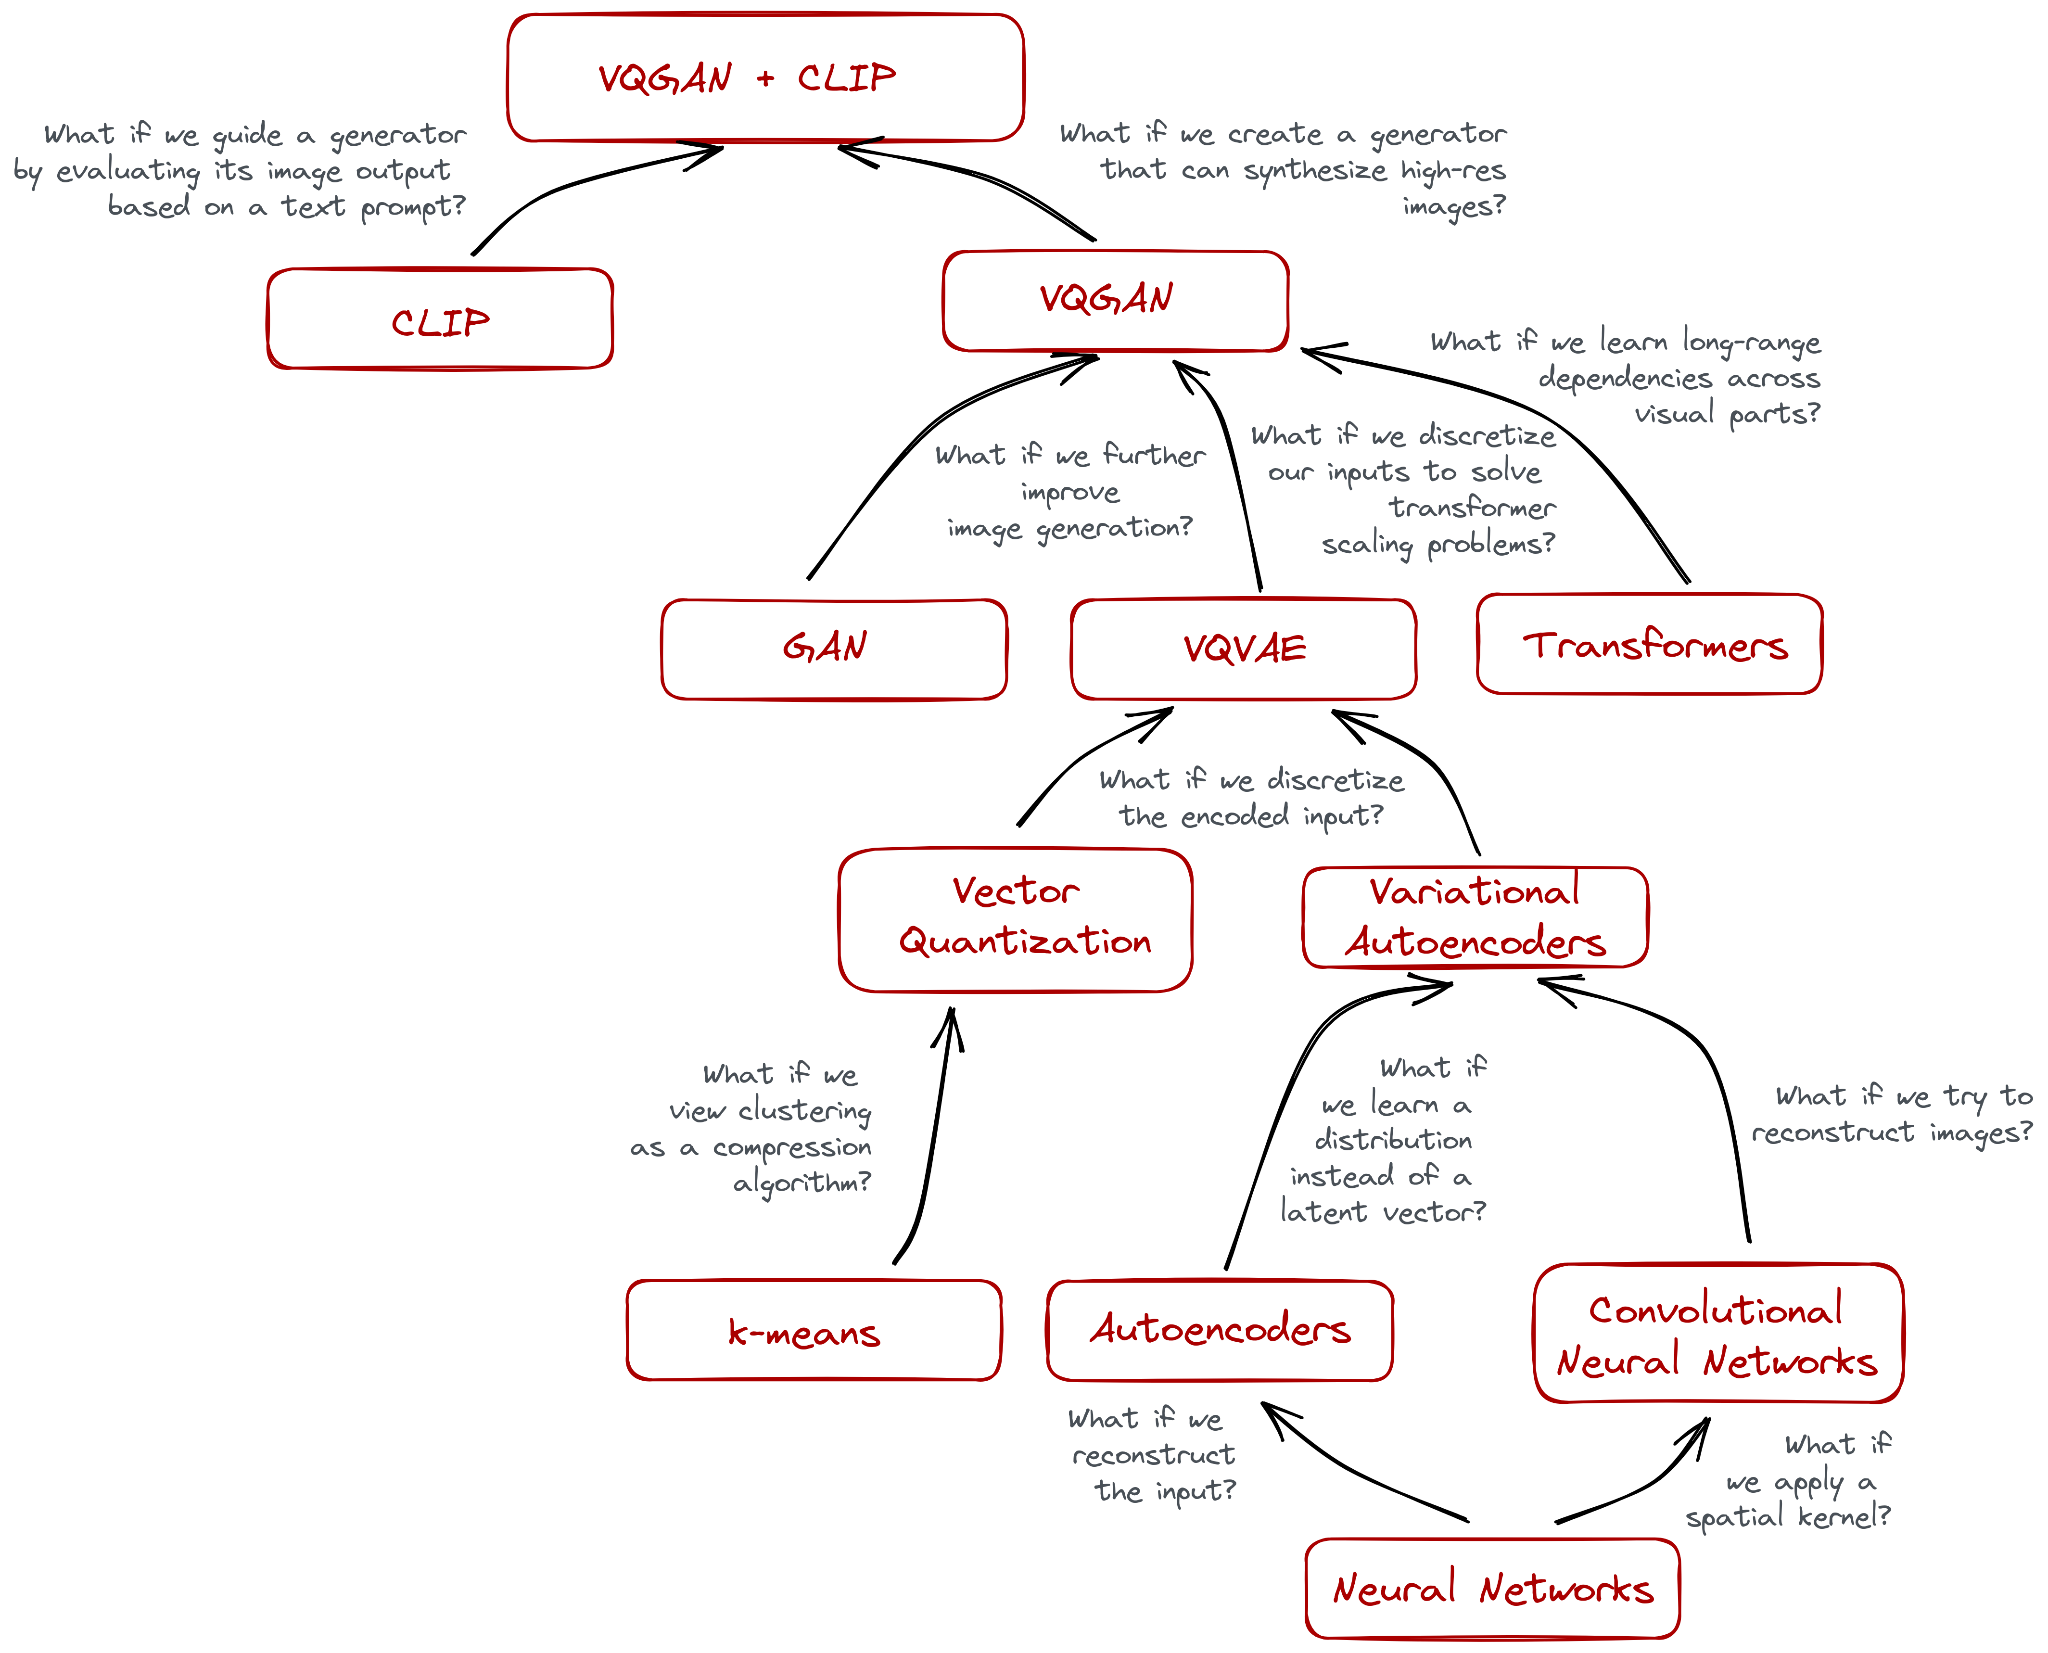 VQGAN + CLIP
What if we guide a generator
by evaluating its image output
based on a text prompt?
What if we create a generator
that can synthesize high-res
images?
CLIP
VQGAN
What if we learn long-range
dependencies across
visual parts?
What if we further
improve
image generation?
What if we discretize
our inputs to solve
transformer
scaling problems?
GAN
VQVAE
Transformers
What if we discretize
the encoded input?
Vector
Quantization
Variational
Autoencoders
What if we
view clustering
as a compression
algorithm?
What if
we learn a
distribution
instead of a
latent vector?
What if we try to
reconstruct images?
k-means
Autoencoders
Convolutional
Neural Networks
What if we
reconstruct
the input?
What if
we apply a
spatial kernel?
Neural Networks